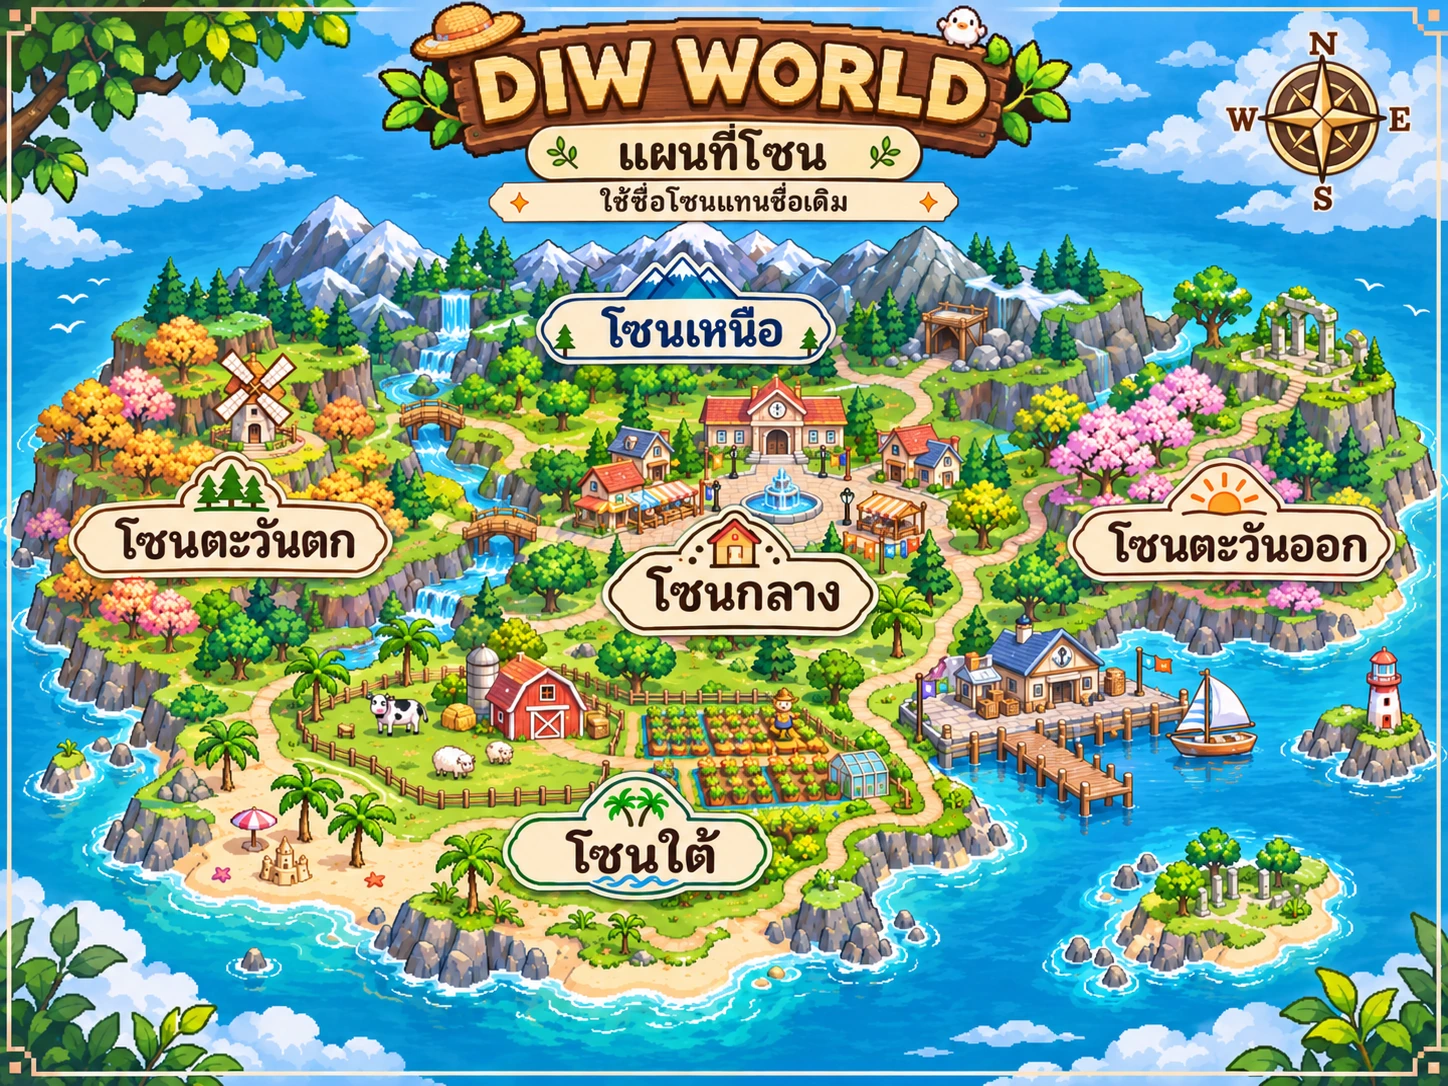 DIW WORLD
แผนที่โซน
ใช้ชื่อโซนแทนชื่อเดิม
N
W E
S
โซนเหนือ
โซนตะวันตก
โซนกลาง
โซนตะวันออก
โซนใต้